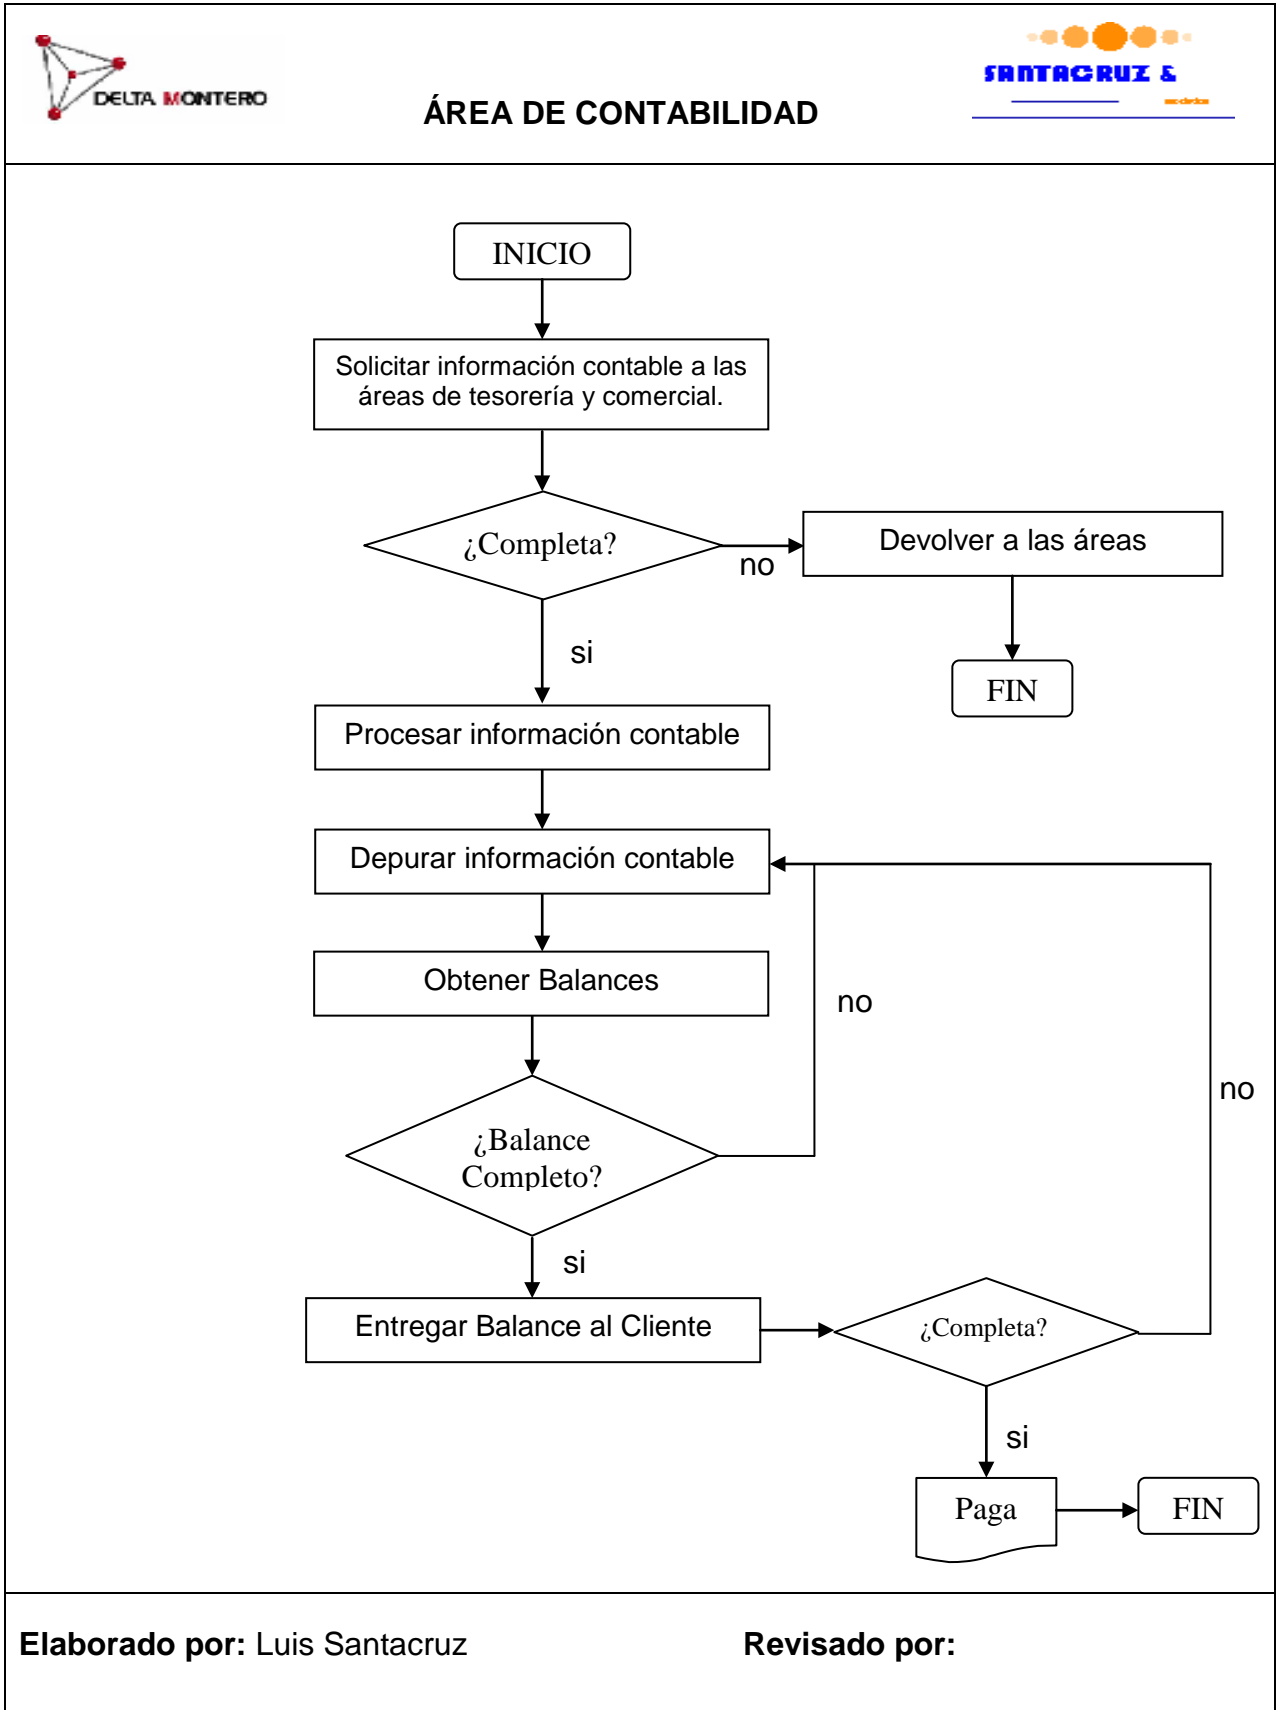 DELTA MONTERO
SANTACRUZ &
ÁREA DE CONTABILIDAD
INICIO
Solicitar información contable a las
áreas de tesorería y comercial.
¿Completa?
no
Devolver a las áreas
si
FIN
Procesar información contable
Depurar información contable
Obtener Balances
no
no
¿Balance
Completo?
si
Entregar Balance al Cliente
¿Completa?
si
Paga
FIN
Elaborado por: Luis Santacruz
Revisado por: